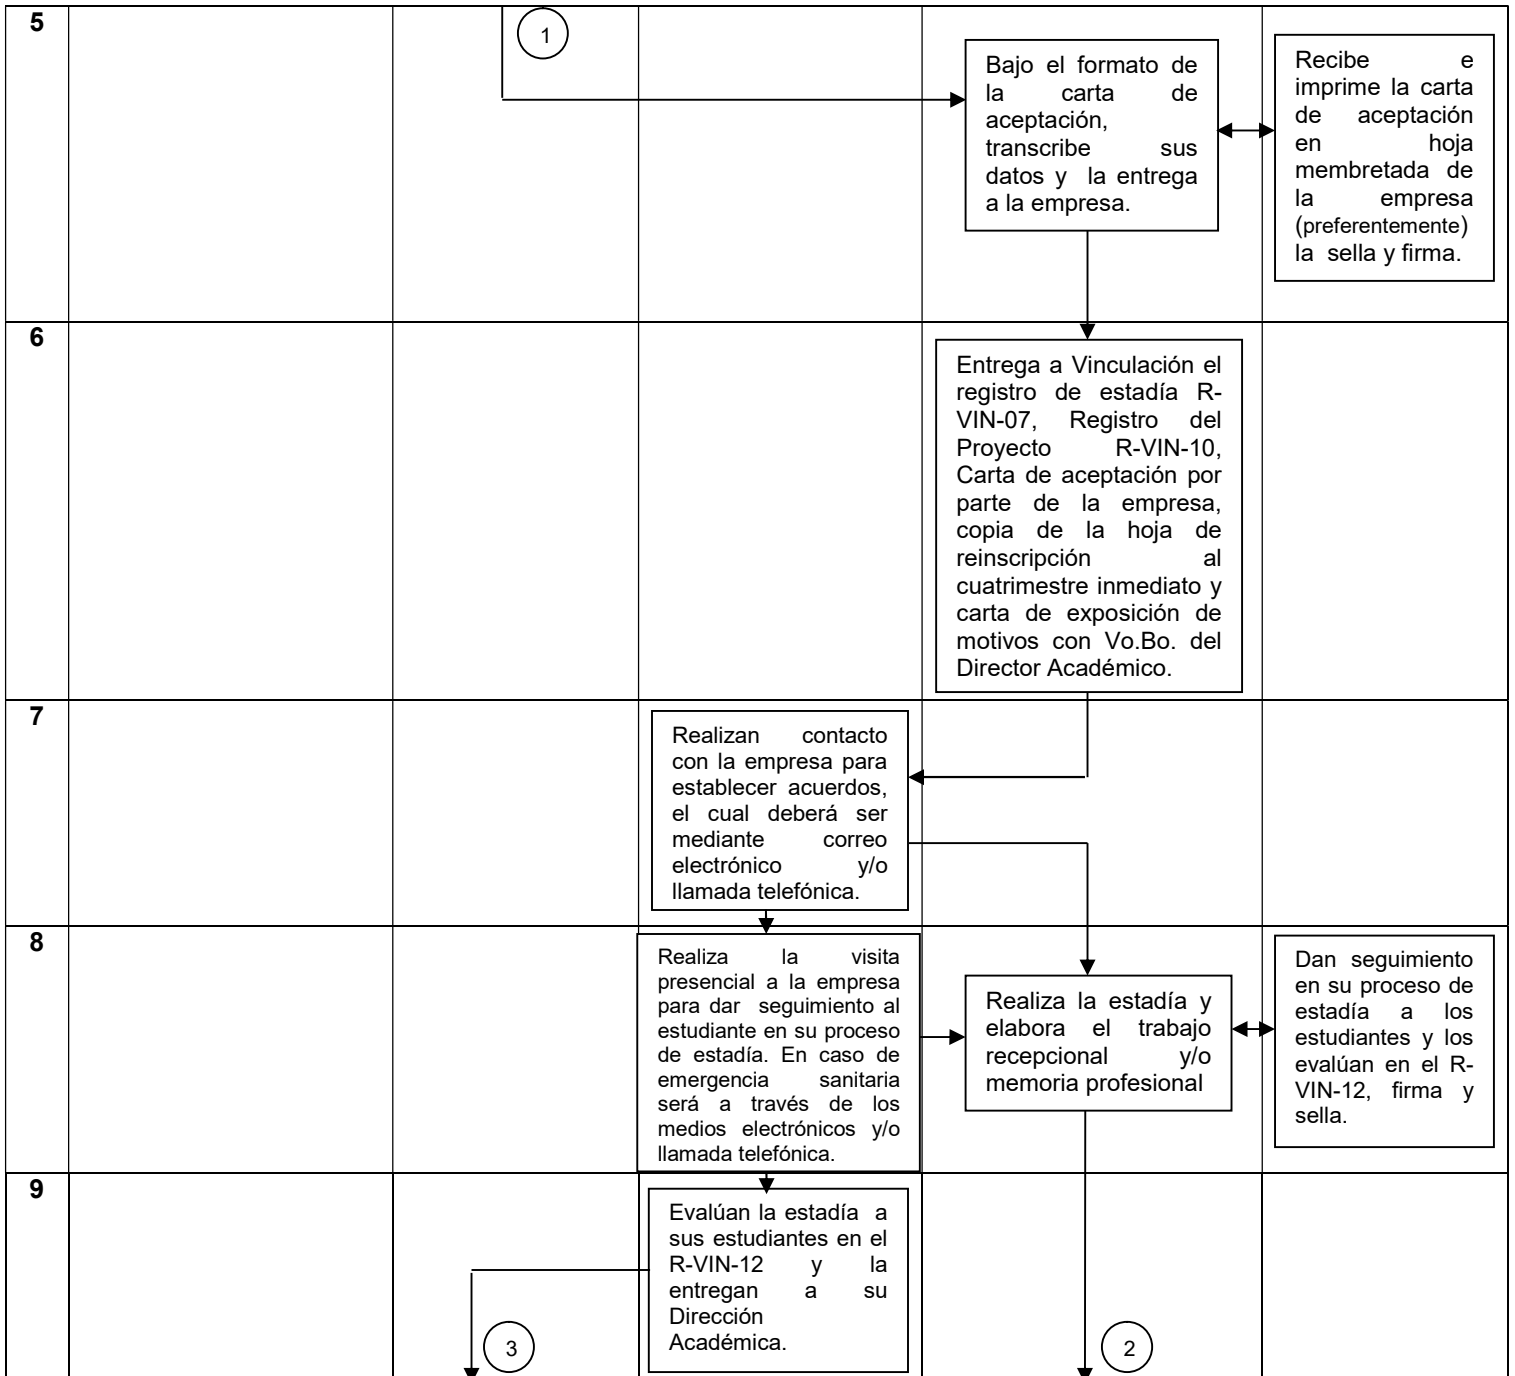 5
1
Bajo el formato de
la carta de
aceptación,
transcribe sus
datos y la entrega
a la empresa.
Recibe e
imprime la carta
de aceptación
en hoja
membretada de
la empresa
(preferentemente)
la sella y firma.
6
Entrega a Vinculación el
registro de estadía R-
VIN-07, Registro del
Proyecto R-VIN-10,
Carta de aceptación por
parte de la empresa,
copia de la hoja de
reinscripción al
cuatrimestre inmediato y
carta de exposición de
motivos con Vo.Bo. del
Director Académico.
7
Realizan contacto
con la empresa para
establecer acuerdos,
el cual deberá ser
mediante correo
electrónico y/o
llamada telefónica.
8
Realiza la visita
presencial a la empresa
para dar seguimiento al
estudiante en su proceso
de estadía. En caso de
emergencia sanitaria
será a través de los
medios electrónicos y/o
llamada telefónica.
Realiza la estadía y
elabora el trabajo
recepcional y/o
memoria profesional
Dan seguimiento
en su proceso de
estadía a los
estudiantes y los
evalúan en el R-
VIN-12, firma y
sella.
9
Evalúan la estadía a
sus estudiantes en el
R-VIN-12 y la
entregan a su
Dirección
Académica.
3
2